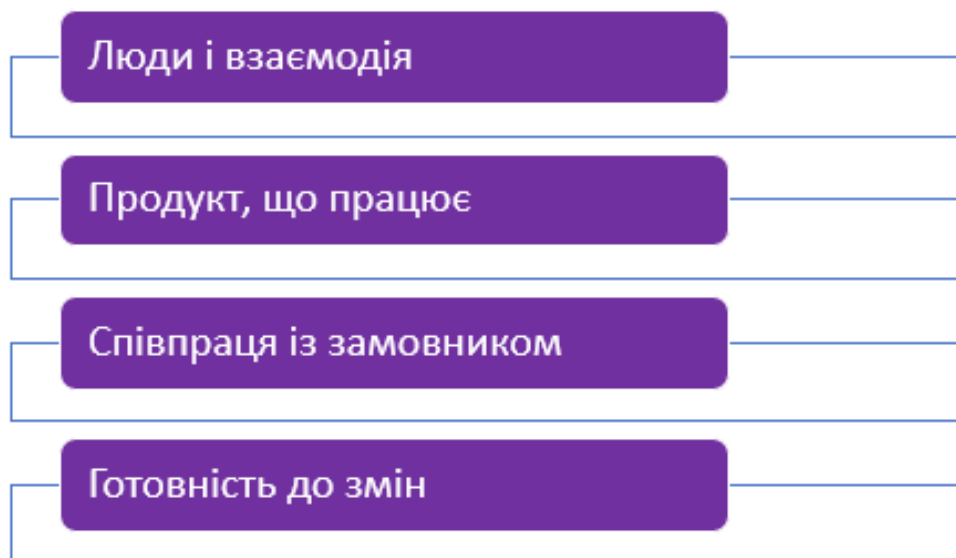 Люди і взаємодія
Продукт, що працює
Співпраця із замовником
Готовність до змін